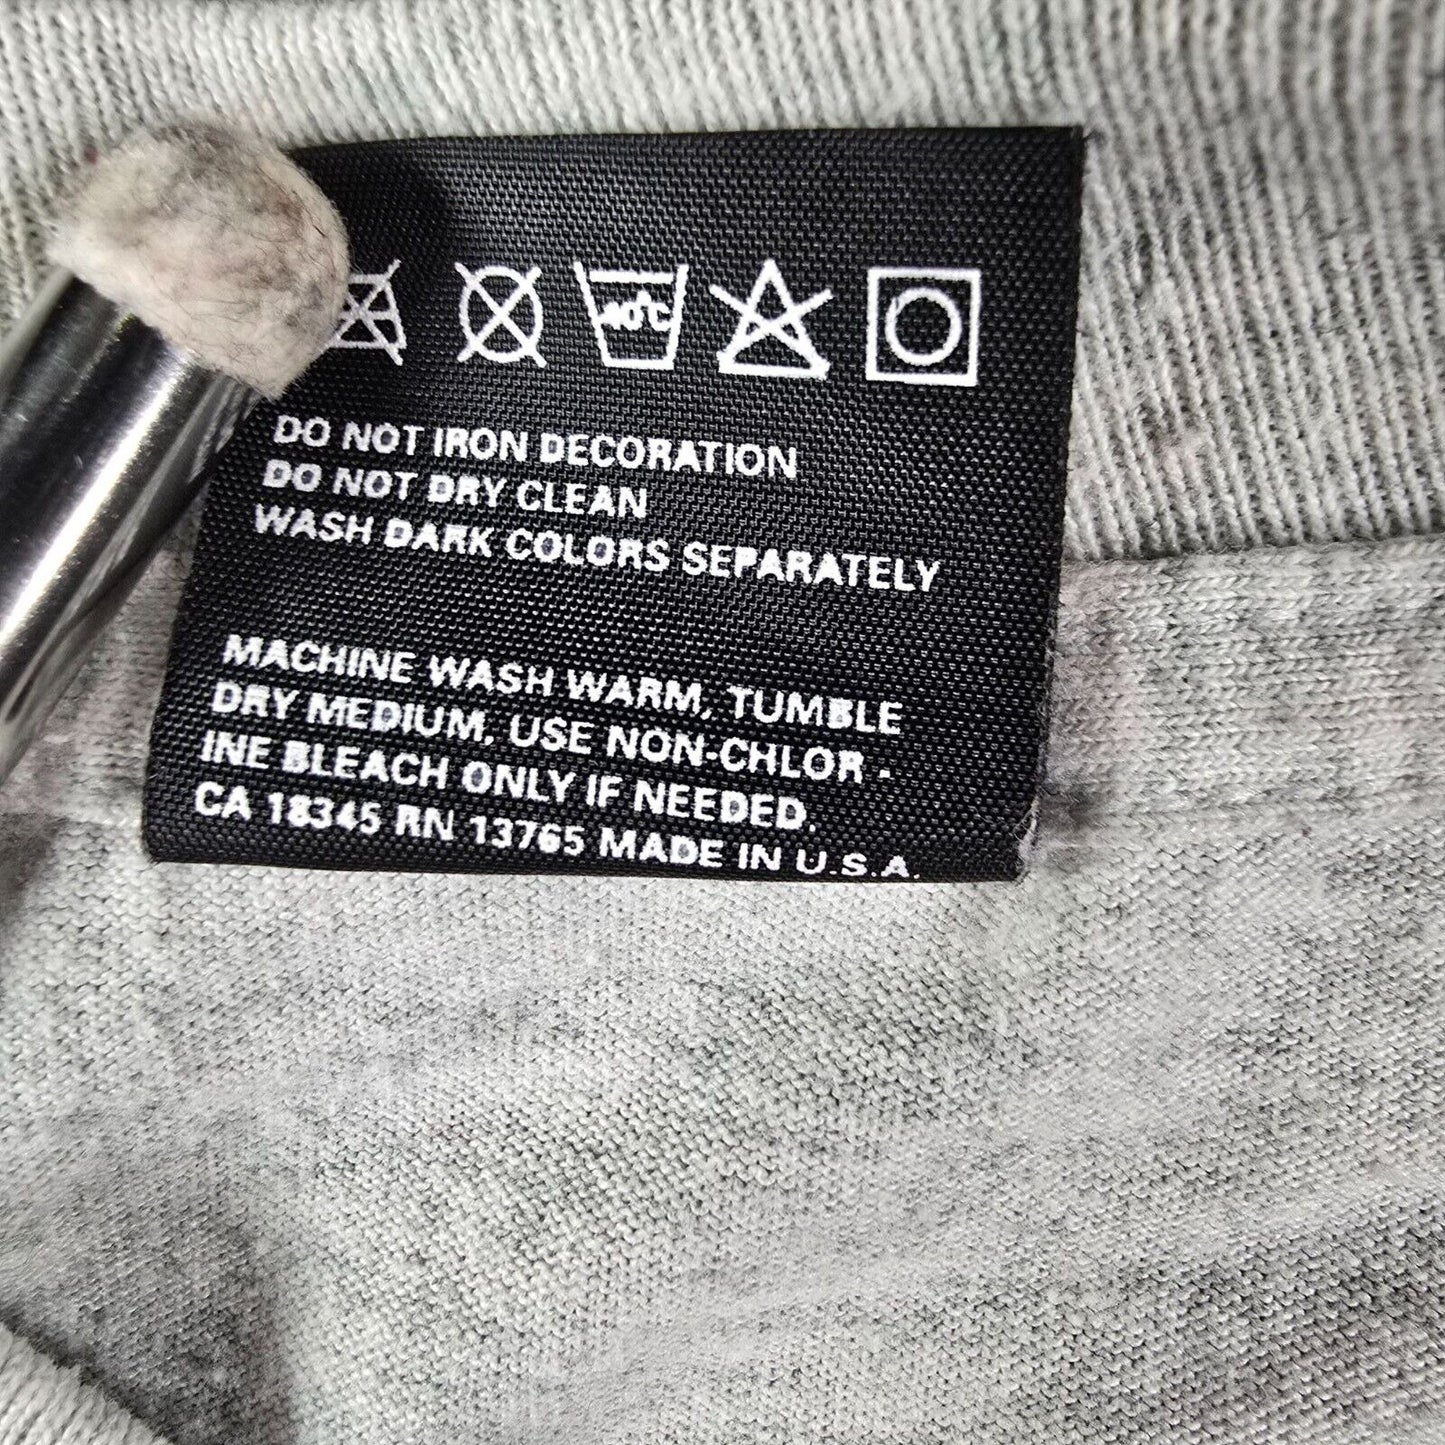 40°C
DO NOT IRON DECORATION
DO NOT DRY CLEAN
WASH DARK COLORS SEPARATELY
MACHINE WASH WARM, TUMBLE
DRY MEDIUM, USE NON-CHLOR -
INE BLEACH ONLY IF NEEDED.
CA 18345 RN 13765 MADE IN U.S.A.